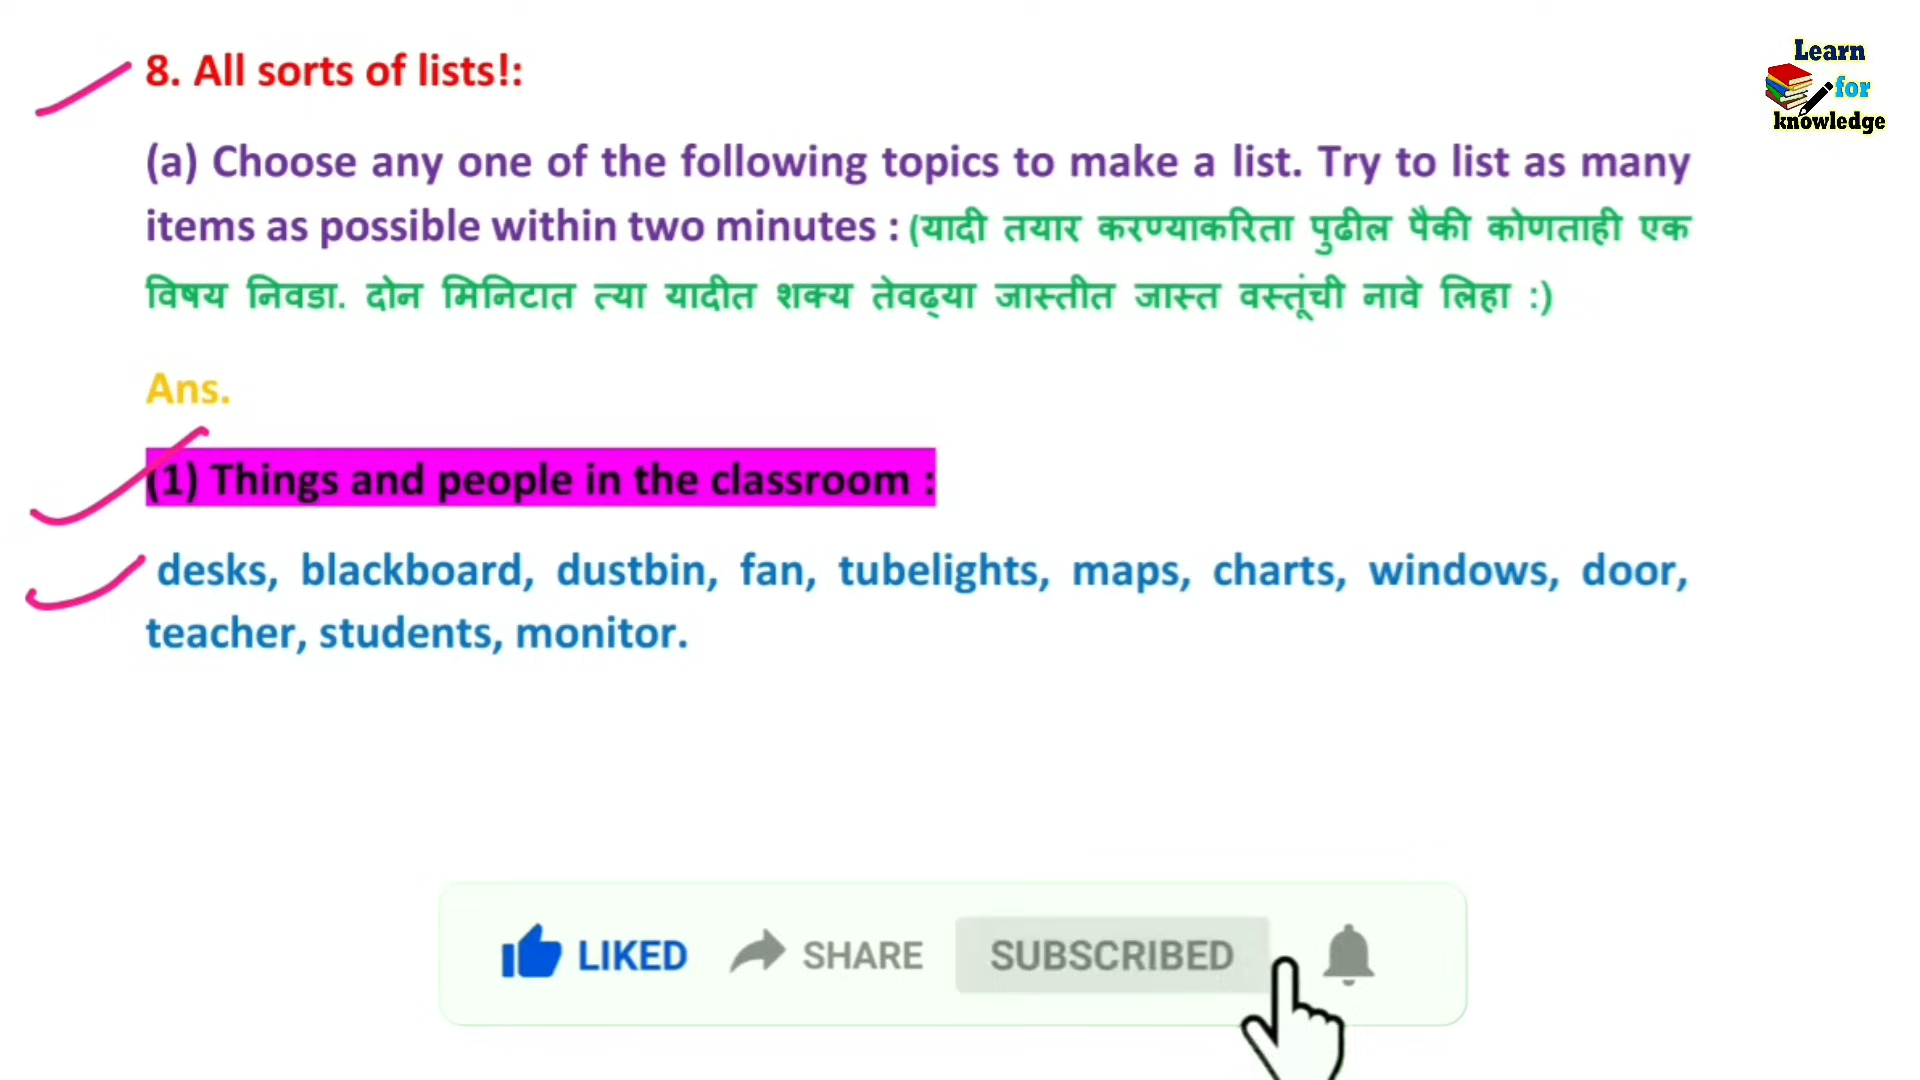 8. All sorts of lists!:
Learn
for
knowledge
(a) Choose any one of the following topics to make a list. Try to list as many
items as possible within two minutes : (यादी तयार करण्याकरिता पुढील पैकी कोणताही एक
विषय निवडा. दोन मिनिटात त्या यादीत शक्य तेवढ्या जास्तीत जास्त वस्तूंची नावे लिहा :)
Ans.
(1) Things and people in the classroom :
desks, blackboard, dustbin, fan, tubelights, maps, charts, windows, door,
teacher, students, monitor.
LIKED SHARE SUBSCRIBED